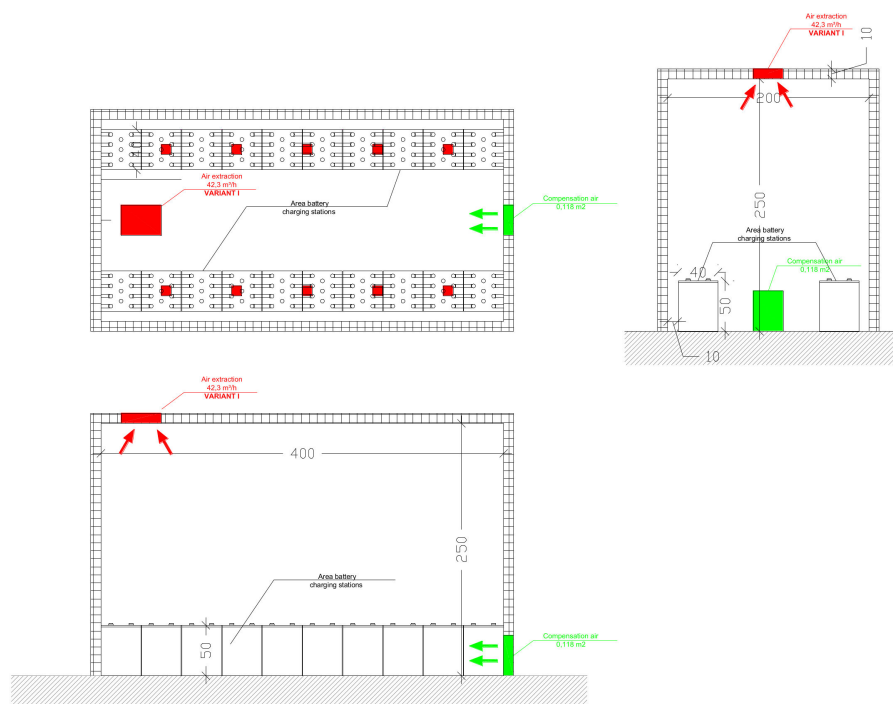 Air extraction
42,3 m³/h
VARIANT I
10
200
250
Area battery
charging stations
Compensation air
0,118 m2
40
50
10
40
Air extraction
42,3 m³/h
VARIANT I
Area battery
charging stations
Compensation air
0,118 m2
Air extraction
42,3 m³/h
VARIANT I
400
250
Area battery
charging stations
50
Compensation air
0,118 m2